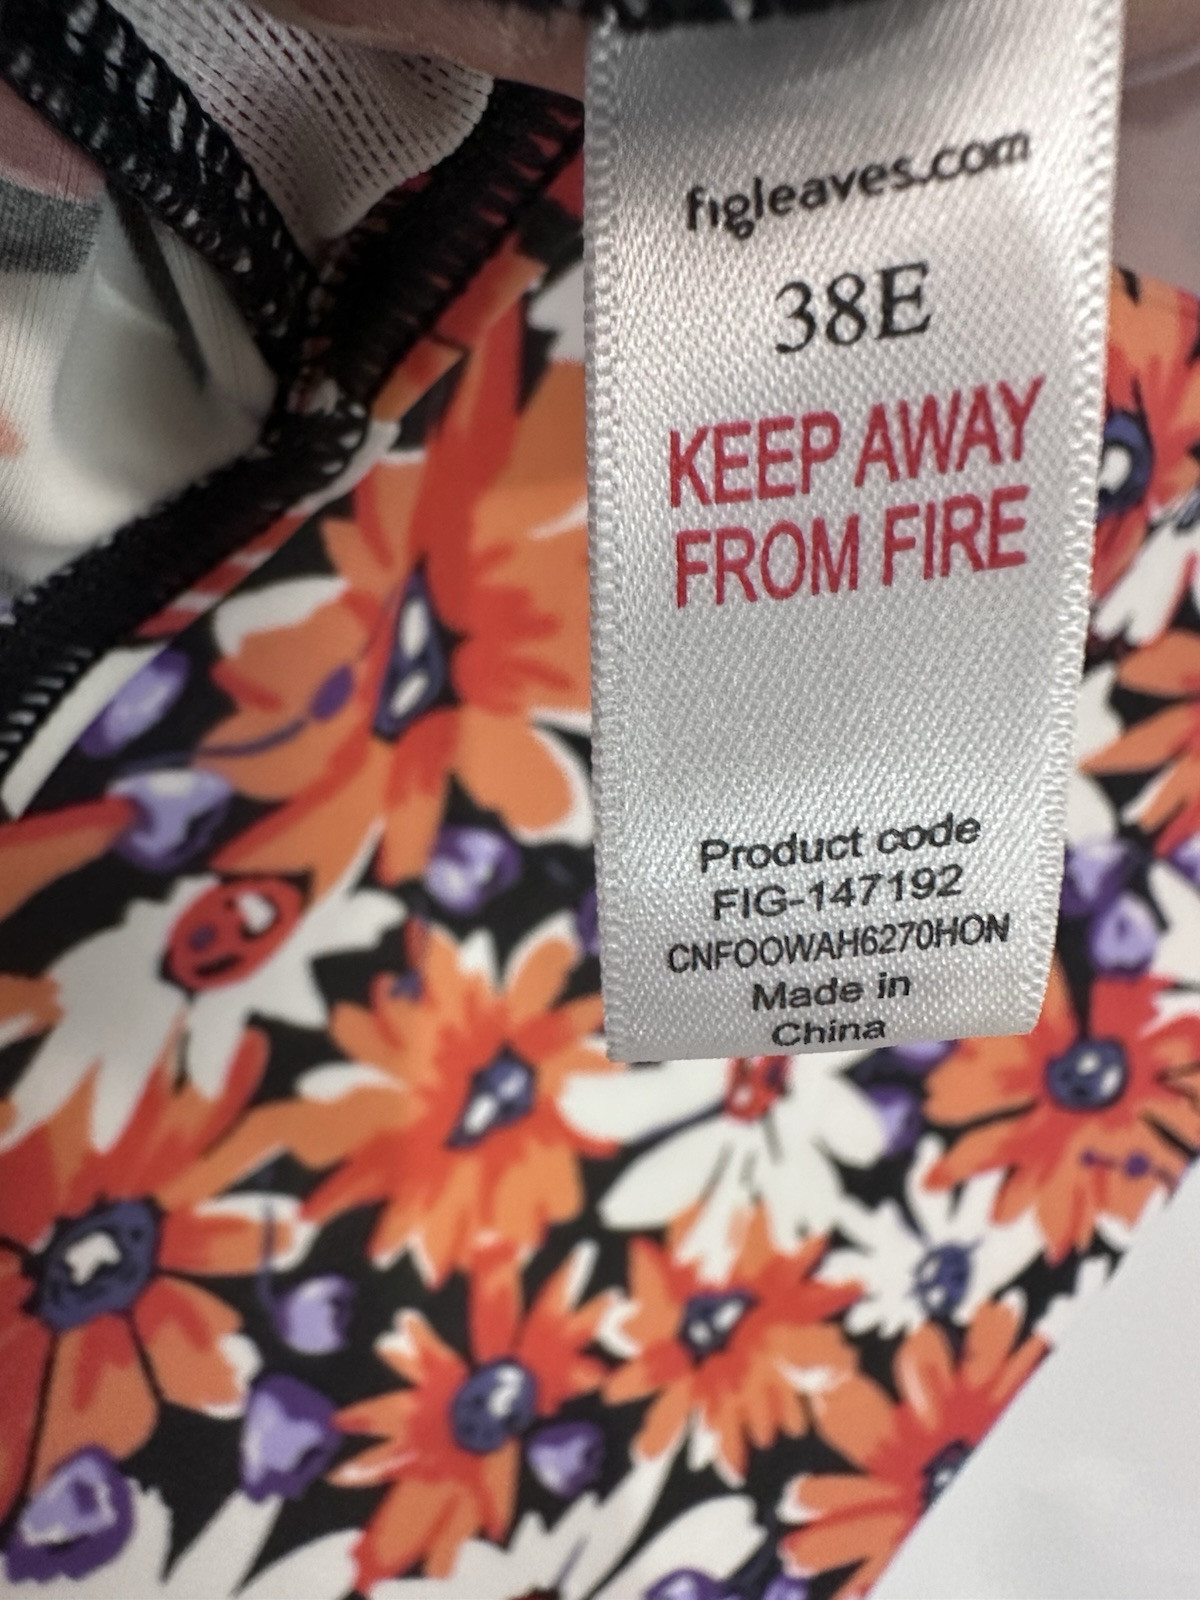 figleaves.com
38E
KEEP AWAY
FROM FIRE
Product code
FIG-147192
CNFOOWAH6270HON
Made in
China